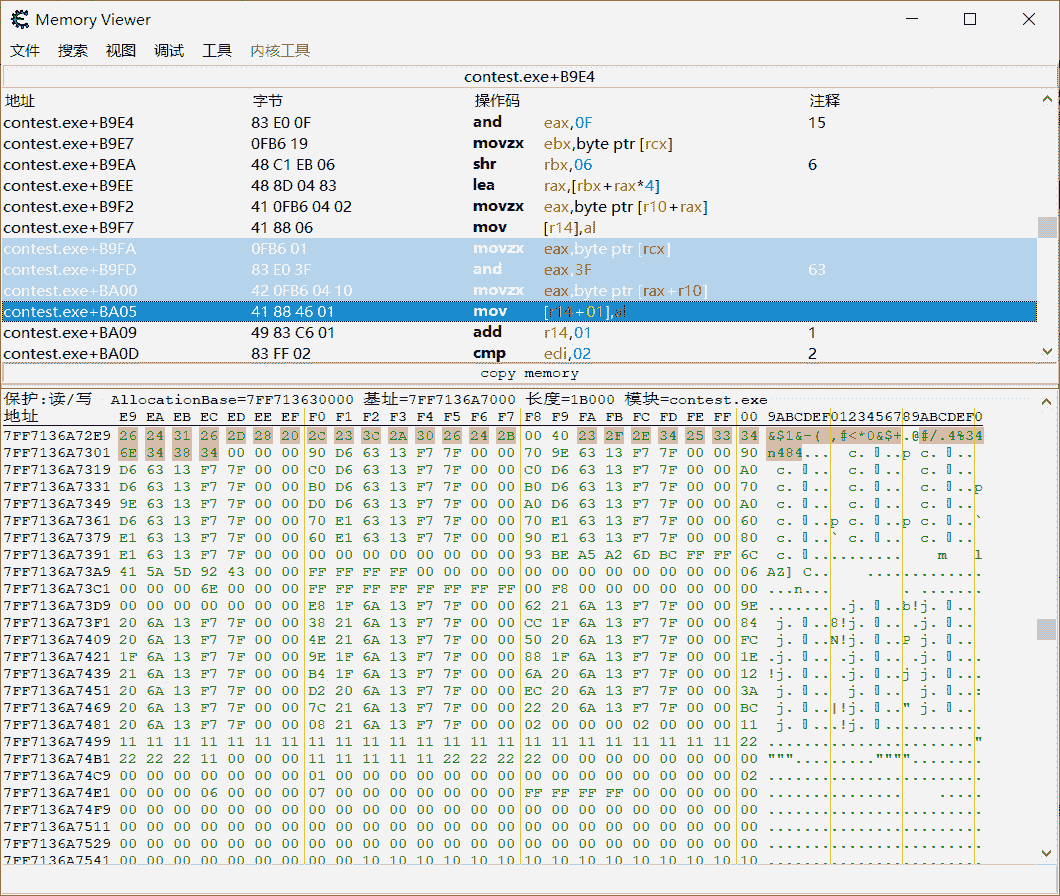 Memory Viewer
文件 搜索 视图 调试 工具 内核工具
contest.exe+B9E4
地址 字节 操作码 注释
contest.exe+B9E4 83 E0 0F and eax,0F 15
contest.exe+B9E7 0FB6 19 movzx ebx,byte ptr [rcx]
contest.exe+B9EA 48 C1 EB 06 shr rbx,06 6
contest.exe+B9EE 48 8D 04 83 lea rax,[rbx+rax*4]
contest.exe+B9F2 41 0FB6 04 02 movzx eax,byte ptr [r10+rax]
contest.exe+B9F7 41 88 06 mov [r14],al
contest.exe+B9FA 0FB6 01 movzx eax,byte ptr [rcx]
contest.exe+B9FD 83 E0 3F and eax,3F 63
contest.exe+BA00 42 0FB6 04 10 movzx eax,byte ptr [rax+r10]
contest.exe+BA05 41 88 46 01 mov [r14+01],al
contest.exe+BA09 49 83 C6 01 add r14,01 1
contest.exe+BA0D 83 FF 02 cmp edi,02 2
copy memory
保护:读/写 AllocationBase=7FF713630000 基址=7FF7136A7000 长度=1B000 模块=contest.exe
地址 E9 EA EB EC ED EE EF F0 F1 F2 F3 F4 F5 F6 F7 F8 F9 FA FB FC FD FE FF 00 9ABCDEF0123456789ABCDEF0
7FF7136A72E9 26 24 31 26 2D 28 20 2C 23 3C 2A 30 26 24 2B 00 40 23 2F 2E 34 25 33 34 &$1&-( ,#<*0&$+.@#/.4%34
7FF7136A7301 6E 34 38 34 00 00 00 90 D6 63 13 F7 7F 00 00 70 9E 63 13 F7 7F 00 00 90 n484...
7FF7136A7319 D6 63 13 F7 7F 00 00 C0 D6 63 13 F7 7F 00 00 C0 D6 63 13 F7 7F 00 00 A0
7FF7136A7331 D6 63 13 F7 7F 00 00 B0 D6 63 13 F7 7F 00 00 B0 D6 63 13 F7 7F 00 00 70
7FF7136A7349 9E 63 13 F7 7F 00 00 D0 D6 63 13 F7 7F 00 00 A0 D6 63 13 F7 7F 00 00 A0
7FF7136A7361 D6 63 13 F7 7F 00 00 70 E1 63 13 F7 7F 00 00 70 E1 63 13 F7 7F 00 00 60
7FF7136A7379 E1 63 13 F7 7F 00 00 60 E1 63 13 F7 7F 00 00 90 E1 63 13 F7 7F 00 00 80
7FF7136A7391 E1 63 13 F7 7F 00 00 00 00 00 00 00 00 00 00 93 BE A5 A2 6D BC FF FF 6C
7FF7136A73A9 41 5A 5D 92 43 00 00 FF FF FF FF 00 00 00 00 00 00 00 00 00 00 00 00 06
7FF7136A73C1 00 00 00 6E 00 00 00 FF FF FF FF FF FF FF FF 00 F8 00 00 00 00 00 00 00
7FF7136A73D9 00 00 00 00 00 00 00 E8 1F 6A 13 F7 7F 00 00 62 21 6A 13 F7 7F 00 00 9E
7FF7136A73F1 20 6A 13 F7 7F 00 00 38 21 6A 13 F7 7F 00 00 CC 1F 6A 13 F7 7F 00 00 84
7FF7136A7409 20 6A 13 F7 7F 00 00 4E 21 6A 13 F7 7F 00 00 50 20 6A 13 F7 7F 00 00 FC
7FF7136A7421 1F 6A 13 F7 7F 00 00 9E 1F 6A 13 F7 7F 00 00 88 1F 6A 13 F7 7F 00 00 1E
7FF7136A7439 21 6A 13 F7 7F 00 00 B4 1F 6A 13 F7 7F 00 00 6A 20 6A 13 F7 7F 00 00 12
7FF7136A7451 20 6A 13 F7 7F 00 00 D2 20 6A 13 F7 7F 00 00 EC 20 6A 13 F7 7F 00 00 3A
7FF7136A7469 20 6A 13 F7 7F 00 00 7C 21 6A 13 F7 7F 00 00 22 20 6A 13 F7 7F 00 00 BC
7FF7136A7481 20 6A 13 F7 7F 00 00 08 21 6A 13 F7 7F 00 00 02 00 00 00 02 00 00 00 11
7FF7136A7499 11 11 11 11 11 11 11 11 11 11 11 11 11 11 11 11 11 11 11 11 11 11 11 22
7FF7136A74B1 22 22 22 11 00 00 00 11 11 11 11 11 22 22 22 22 00 00 00 00 00 00 00 00
7FF7136A74C9 00 00 00 00 00 00 00 01 00 00 00 00 00 00 00 00 00 00 00 00 00 00 00 02
7FF7136A74E1 00 00 00 06 00 00 00 07 00 00 00 00 00 00 00 FF FF FF FF 00 00 00 00 00
7FF7136A74F9 00 00 00 00 00 00 00 00 00 00 00 00 00 00 00 00 00 00 00 00 00 00 00 00
7FF7136A7511 00 00 00 00 00 00 00 00 00 00 00 00 00 00 00 00 00 00 00 00 00 00 00 00
7FF7136A7529 00 00 00 00 00 00 00 00 00 00 00 00 00 00 00 00 00 00 00 00 00 00 00 00
7FF7136A7541 00 00 00 00 00 00 00 00 00 10 10 10 10 10 10 10 10 10 10 10 10 10 10 10